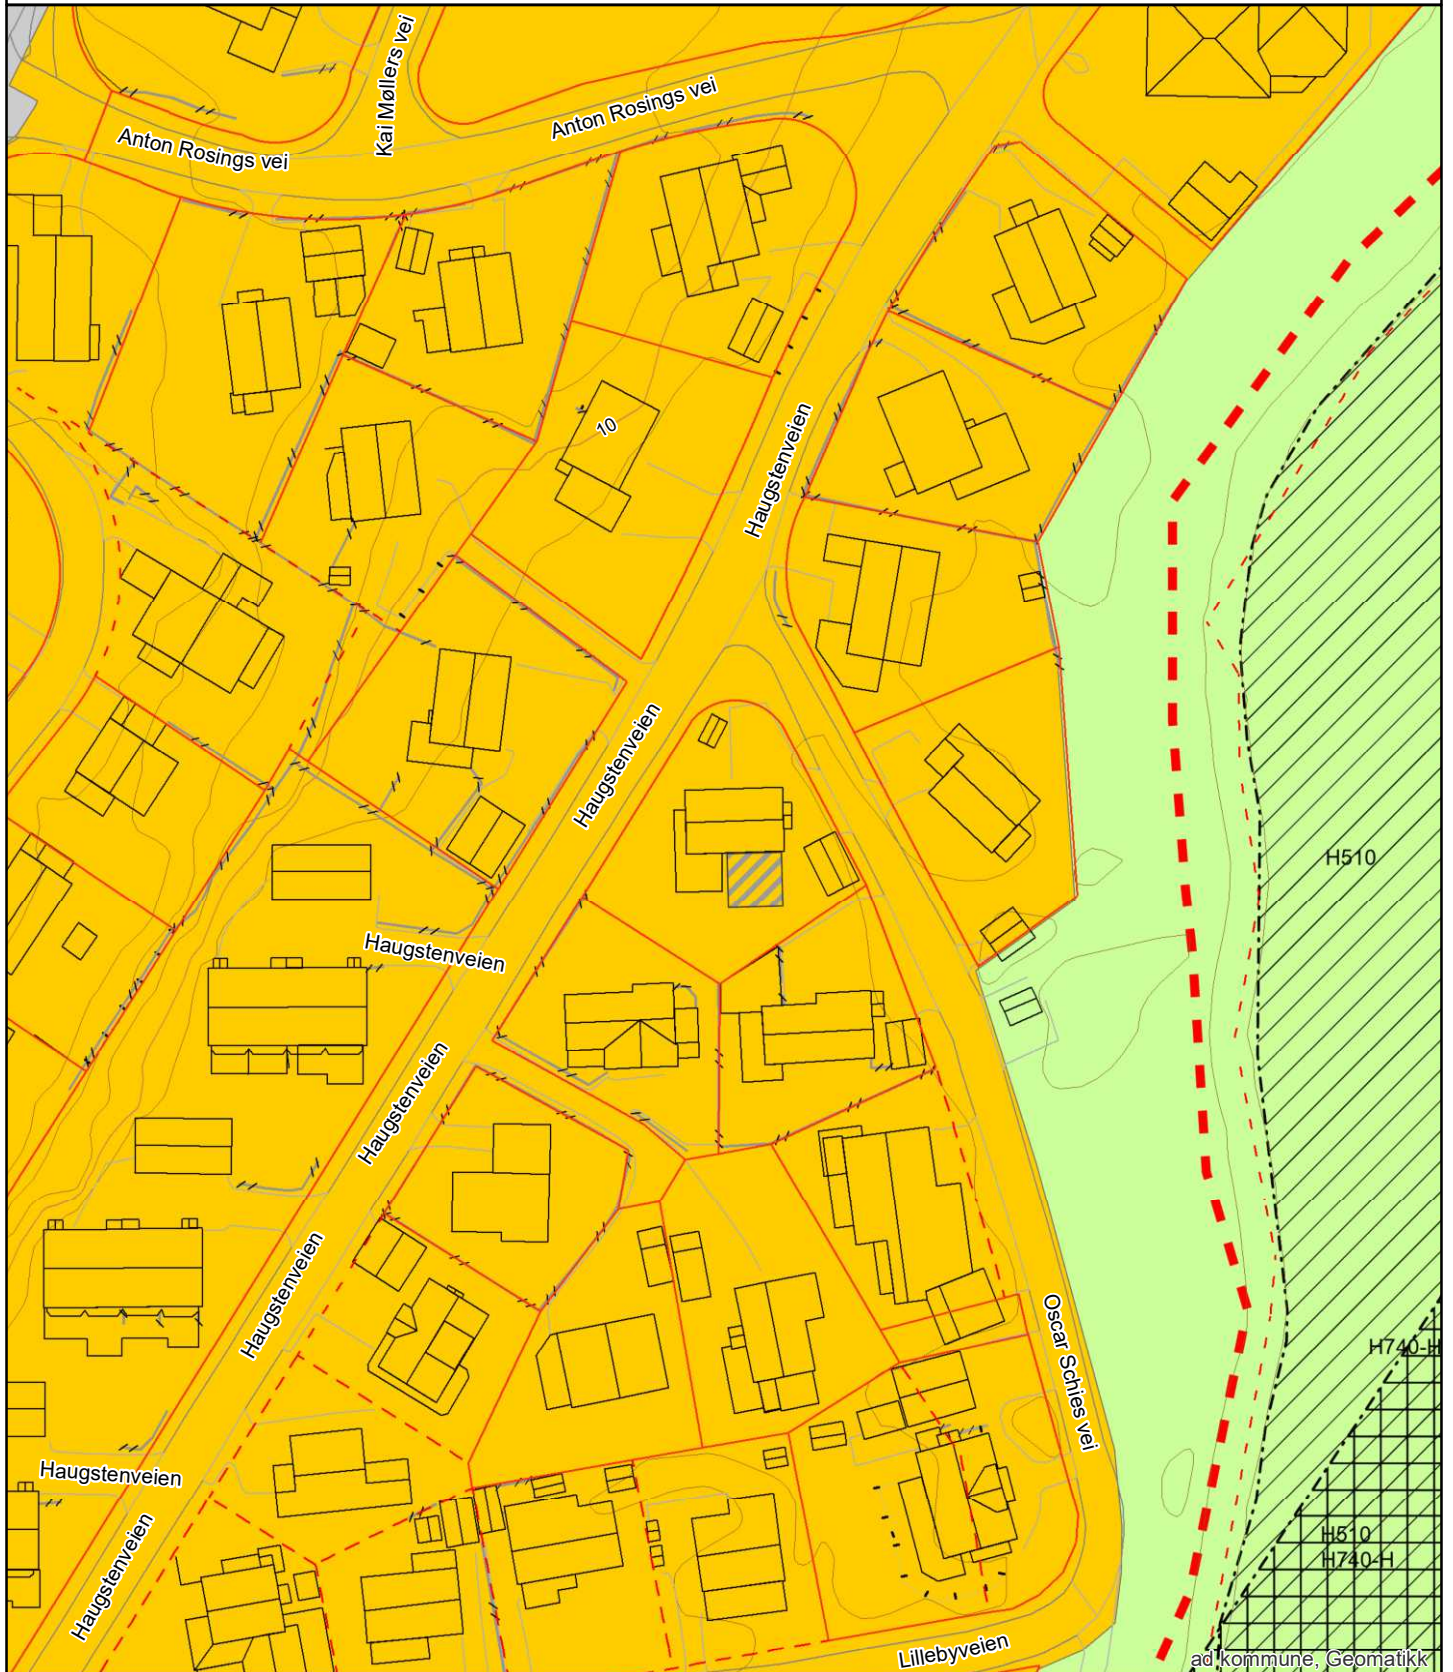 Kai Møllers vei
Anton Rosings vei
Anton Rosings vei
10
Haugstenveien
Haugstenveien
H510
Haugstenveien
Haugstenveien
Haugstenveien
Oscar Schies vei
H740-H
Haugstenveien
Haugstenveien
H510
H740-H
Lillebyveien
ad kommune, Geomatikk